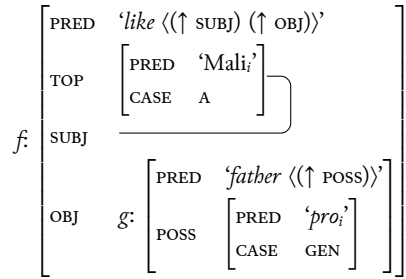 PRED ‘like ⟨(↑ SUBJ) (↑ OBJ)⟩’
PRED ‘Maliᵢ’
TOP
CASE A
f: SUBJ
PRED ‘father ⟨(↑ POSS)⟩’
OBJ g: PRED ‘proᵢ’
POSS
CASE GEN